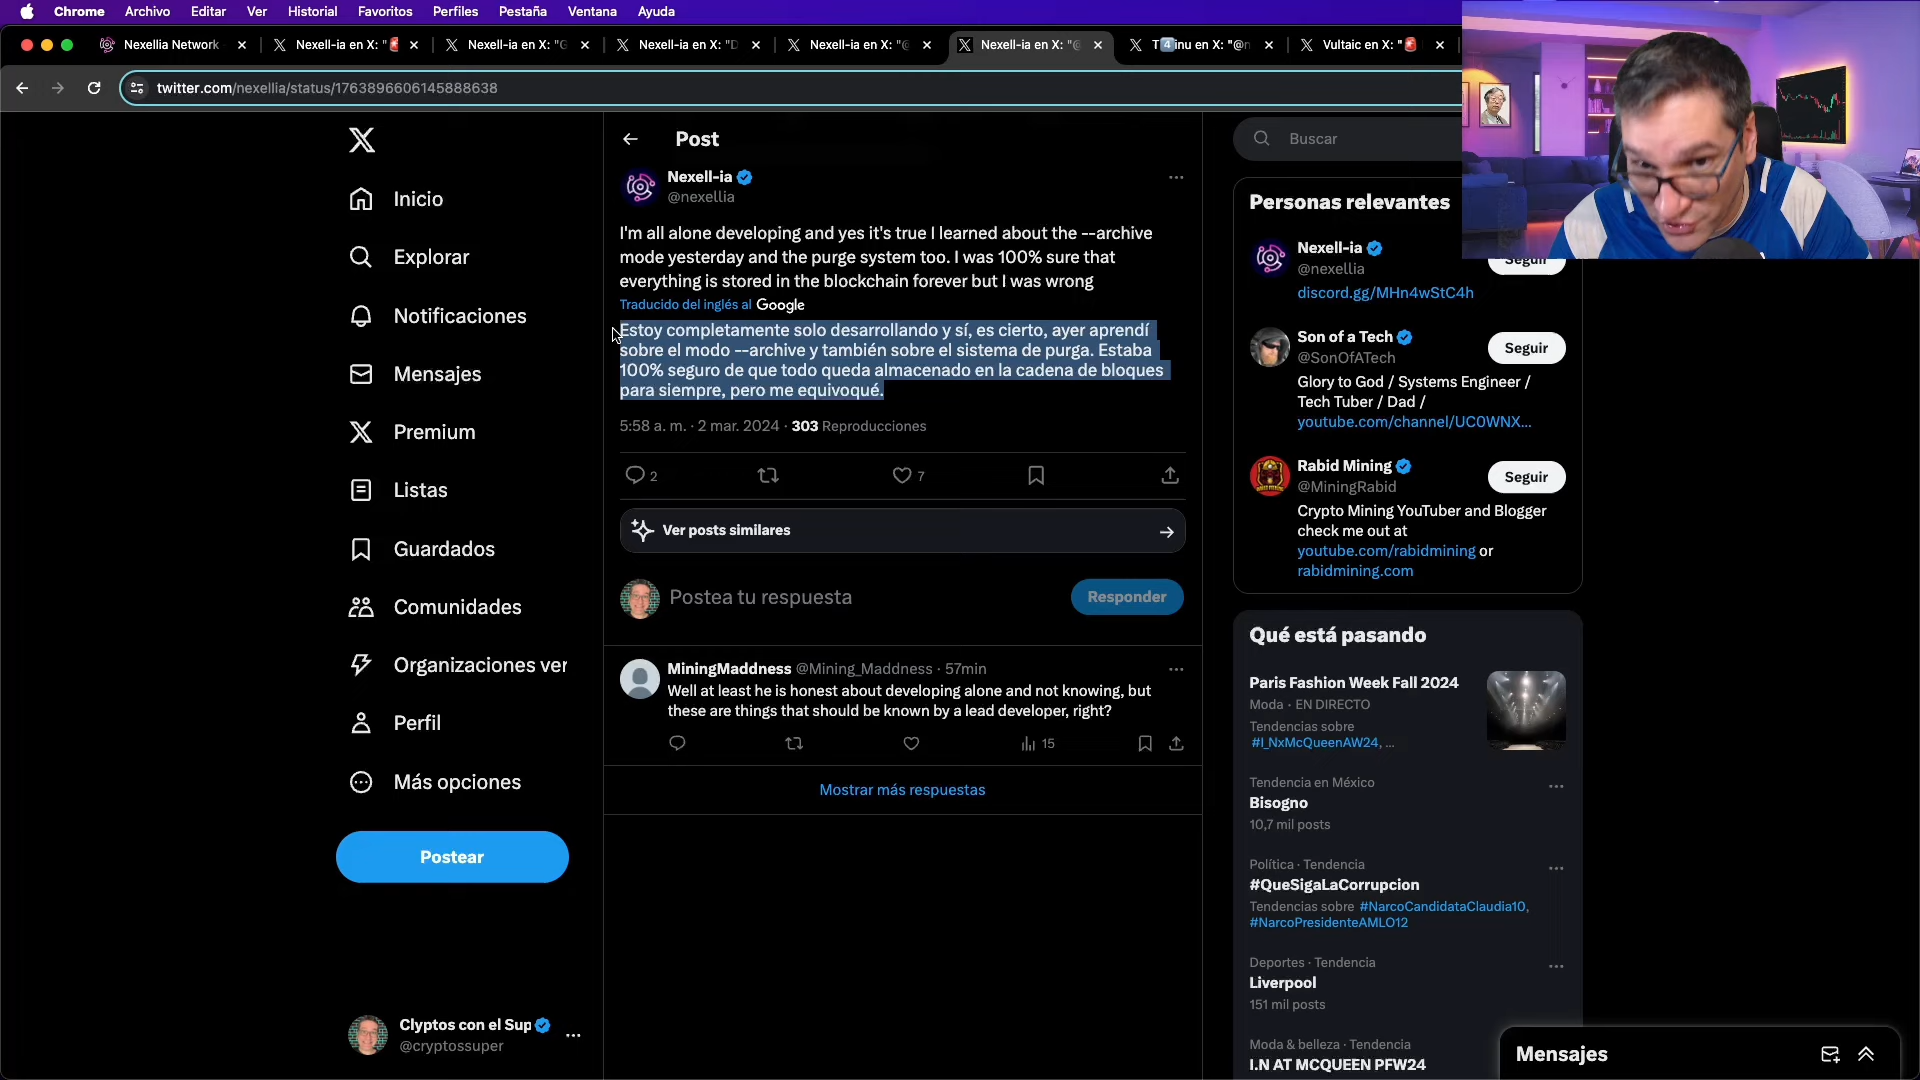 Chrome Archivo Editar Ver Historial Favoritos Perfiles Pestaña Ventana Ayuda
Nexellia Network
Nexell-ia en X: "🚨
Nexell-ia en X: "G
Nexell-ia en X: "D
Nexell-ia en X: "@
Nexell-ia en X: "@
inu en X: "@n
Vultaic en X: "🚨
twitter.com/nexellia/status/1763896606145888638
Inicio
Explorar
Notificaciones
Mensajes
Premium
Listas
Guardados
Comunidades
Organizaciones ver
Perfil
Más opciones
Postear
Clyptos con el Sup
@cryptossuper
Post
Nexell-ia
@nexellia
I'm all alone developing and yes it's true I learned about the --archive
mode yesterday and the purge system too. I was 100% sure that
everything is stored in the blockchain forever but I was wrong
Traducido del inglés al Google
Estoy completamente solo desarrollando y sí, es cierto, ayer aprendí
sobre el modo --archive y también sobre el sistema de purga. Estaba
100% seguro de que todo queda almacenado en la cadena de bloques
para siempre, pero me equivoqué.
5:58 a. m. · 2 mar. 2024 · 303 Reproducciones
2
7
Ver posts similares
Postea tu respuesta
Responder
MiningMaddness @Mining_Maddness · 57min
Well at least he is honest about developing alone and not knowing, but
these are things that should be known by a lead developer, right?
15
Mostrar más respuestas
Buscar
Personas relevantes
Nexell-ia
@nexellia
Seguir
discord.gg/MHn4wStC4h
Son of a Tech
@SonOfATech
Seguir
Glory to God / Systems Engineer /
Tech Tuber / Dad /
youtube.com/channel/UC0WNX...
Rabid Mining
@MiningRabid
Seguir
Crypto Mining YouTuber and Blogger
check me out at
youtube.com/rabidmining or
rabidmining.com
Qué está pasando
Paris Fashion Week Fall 2024
Moda · EN DIRECTO
Tendencias sobre
#I_NxMcQueenAW24, ...
Tendencia en México
Bisogno
10,7 mil posts
Política · Tendencia
#QueSigaLaCorrupcion
Tendencias sobre #NarcoCandidataClaudia10,
#NarcoPresidenteAMLO12
Deportes · Tendencia
Liverpool
151 mil posts
Moda & belleza · Tendencia
I.N AT MCQUEEN PFW24
Mensajes